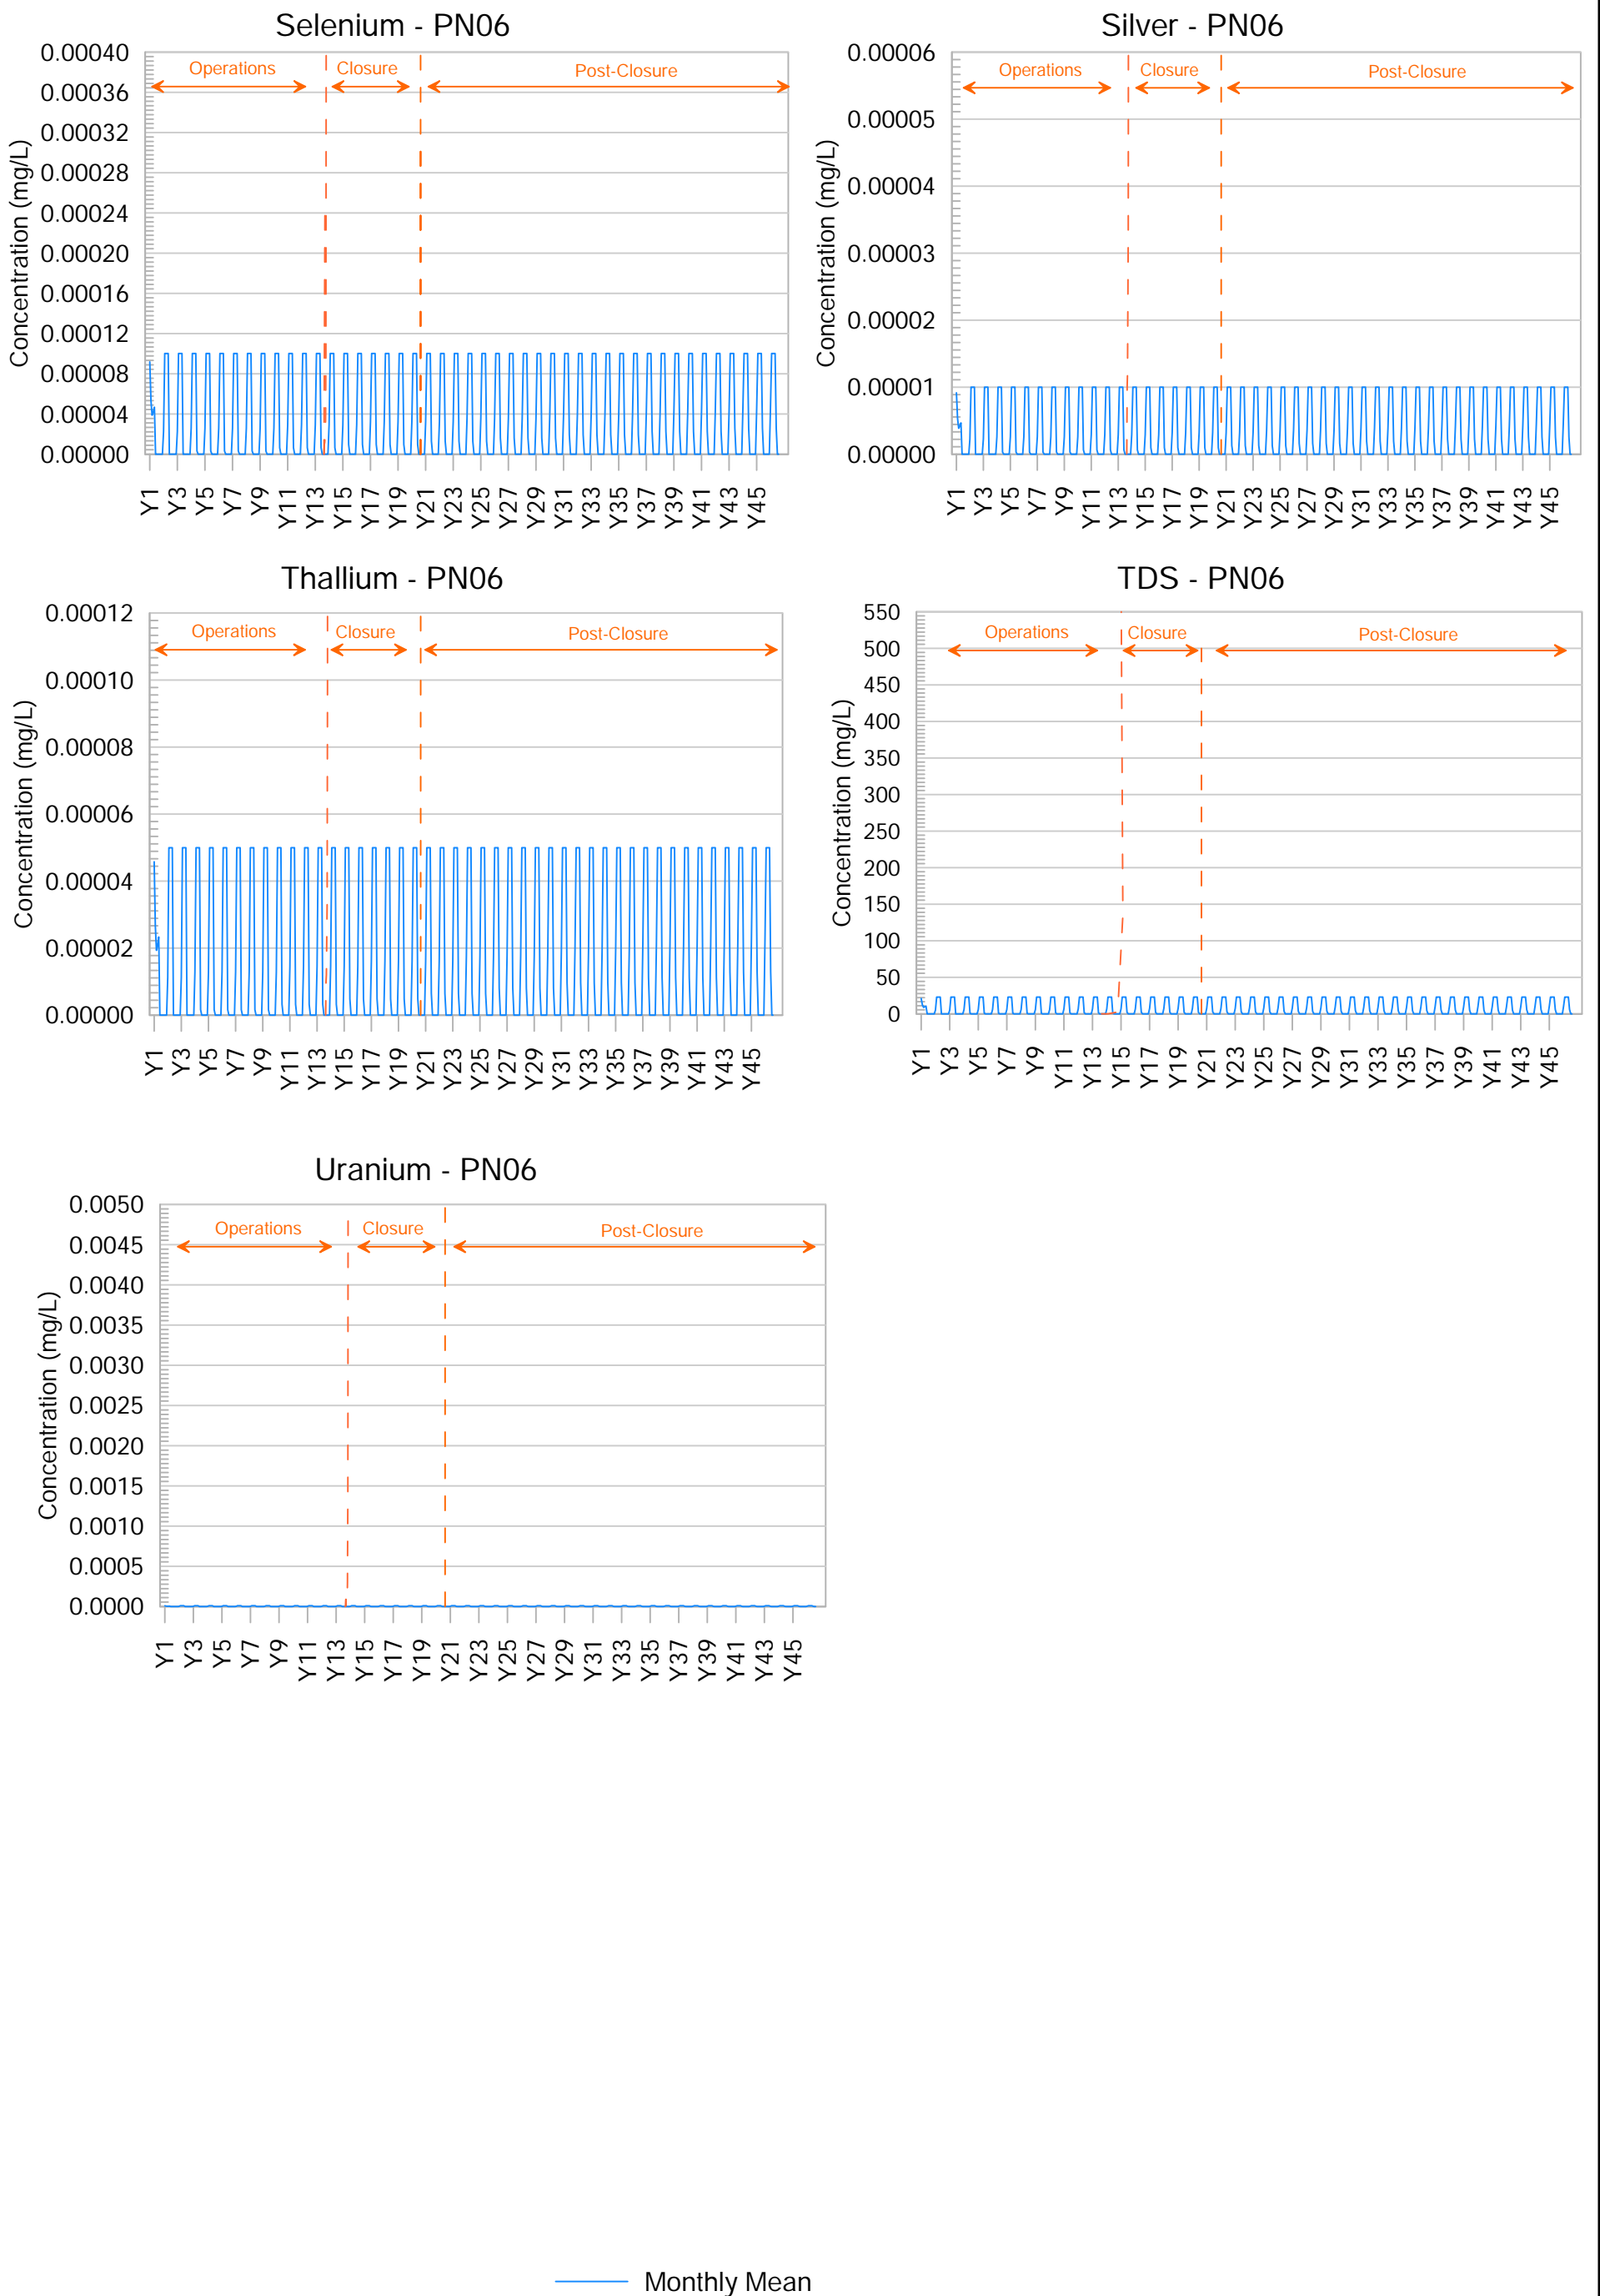 Selenium - PN06
Concentration (mg/L)
0.00040
0.00036
0.00032
0.00028
0.00024
0.00020
0.00016
0.00012
0.00008
0.00004
0.00000
Operations Closure Post-Closure
Y1 Y3 Y5 Y7 Y9 Y11 Y13 Y15 Y17 Y19 Y21 Y23 Y25 Y27 Y29 Y31 Y33 Y35 Y37 Y39 Y41 Y43 Y45
Silver - PN06
Concentration (mg/L)
0.00006
0.00005
0.00004
0.00003
0.00002
0.00001
0.00000
Operations Closure Post-Closure
Y1 Y3 Y5 Y7 Y9 Y11 Y13 Y15 Y17 Y19 Y21 Y23 Y25 Y27 Y29 Y31 Y33 Y35 Y37 Y39 Y41 Y43 Y45
Thallium - PN06
Concentration (mg/L)
0.00012
0.00010
0.00008
0.00006
0.00004
0.00002
0.00000
Operations Closure Post-Closure
Y1 Y3 Y5 Y7 Y9 Y11 Y13 Y15 Y17 Y19 Y21 Y23 Y25 Y27 Y29 Y31 Y33 Y35 Y37 Y39 Y41 Y43 Y45
TDS - PN06
Concentration (mg/L)
550
500
450
400
350
300
250
200
150
100
50
0
Operations Closure Post-Closure
Y1 Y3 Y5 Y7 Y9 Y11 Y13 Y15 Y17 Y19 Y21 Y23 Y25 Y27 Y29 Y31 Y33 Y35 Y37 Y39 Y41 Y43 Y45
Uranium - PN06
Concentration (mg/L)
0.0050
0.0045
0.0040
0.0035
0.0030
0.0025
0.0020
0.0015
0.0010
0.0005
0.0000
Operations Closure Post-Closure
Y1 Y3 Y5 Y7 Y9 Y11 Y13 Y15 Y17 Y19 Y21 Y23 Y25 Y27 Y29 Y31 Y33 Y35 Y37 Y39 Y41 Y43 Y45
Monthly Mean